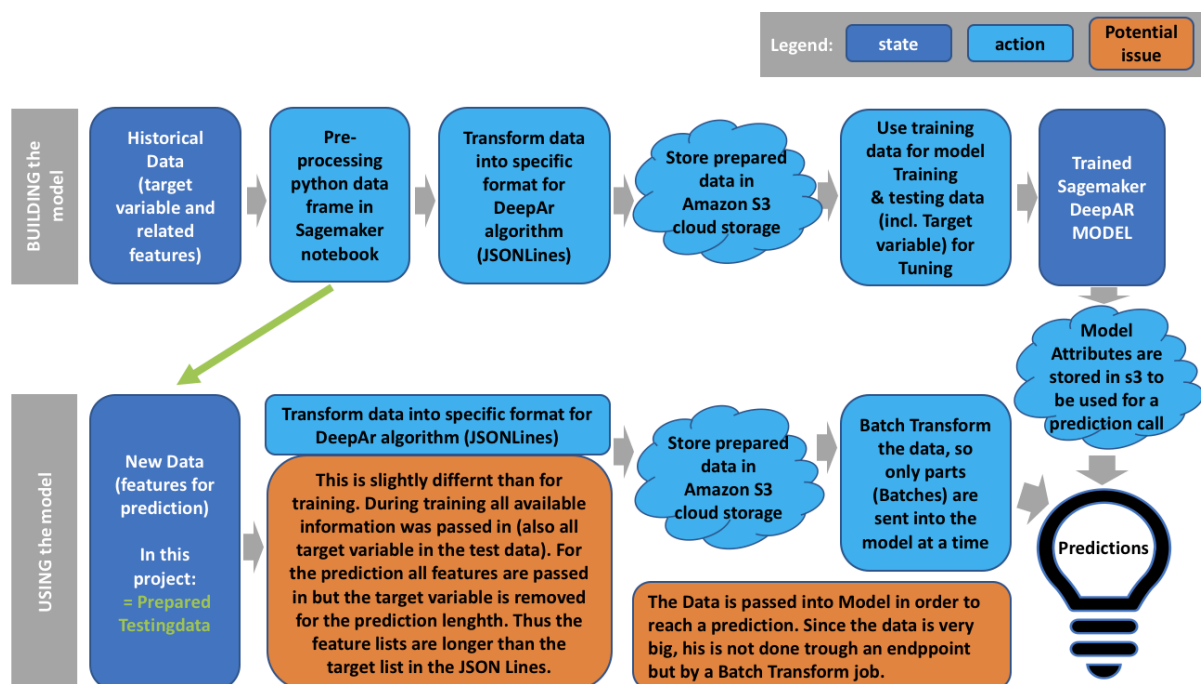 Legend:
state
action
Potential
issue
BUILDING the
model
Historical
Data
(target
variable and
related
features)
Pre-
processing
python data
frame in
Sagemaker
notebook
Transform data
into specific
format for
DeepAr
algorithm
(JSONLines)
Store prepared
data in
Amazon S3
cloud storage
Use training
data for model
Training
& testing data
(incl. Target
variable) for
Tuning
Trained
Sagemaker
DeepAR
MODEL
Model
Attributes are
stored in s3 to
be used for a
prediction call
USING the model
New Data
(features for
prediction)
In this
project:
= Prepared
Testingdata
Transform data into specific format for
DeepAr algorithm (JSONLines)
This is slightly differnt than for
training. During training all available
information was passed in (also all
target variable in the test data). For
the prediction all features are passed
in but the target variable is removed
for the prediction lenghth. Thus the
feature lists are longer than the
target list in the JSON Lines.
Store prepared
data in
Amazon S3
cloud storage
Batch Transform
the data, so
only parts
(Batches) are
sent into the
model at a time
The Data is passed into Model in order to
reach a prediction. Since the data is very
big, his is not done trough an endppoint
but by a Batch Transform job.
Predictions